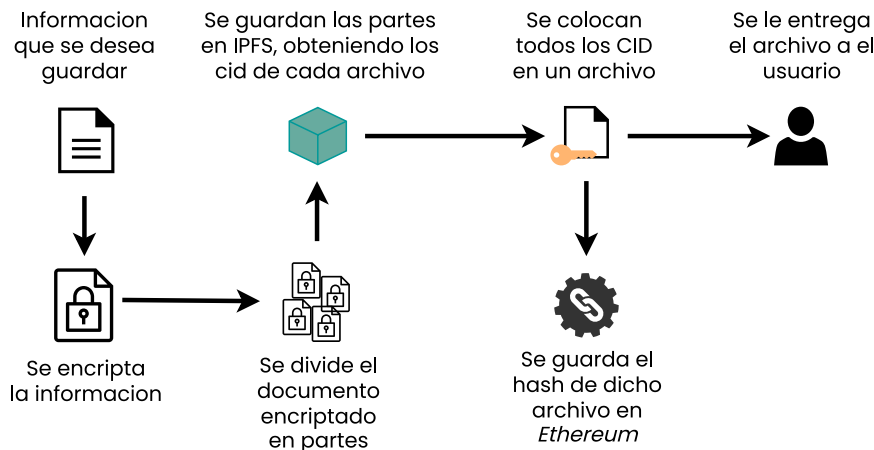 Informacion
que se desea
guardar
Se guardan las partes
en IPFS, obteniendo los
cid de cada archivo
Se colocan
todos los CID
en un archivo
Se le entrega
el archivo a el
usuario
Se encripta
la informacion
Se divide el
documento
encriptado
en partes
Se guarda el
hash de dicho
archivo en
Ethereum